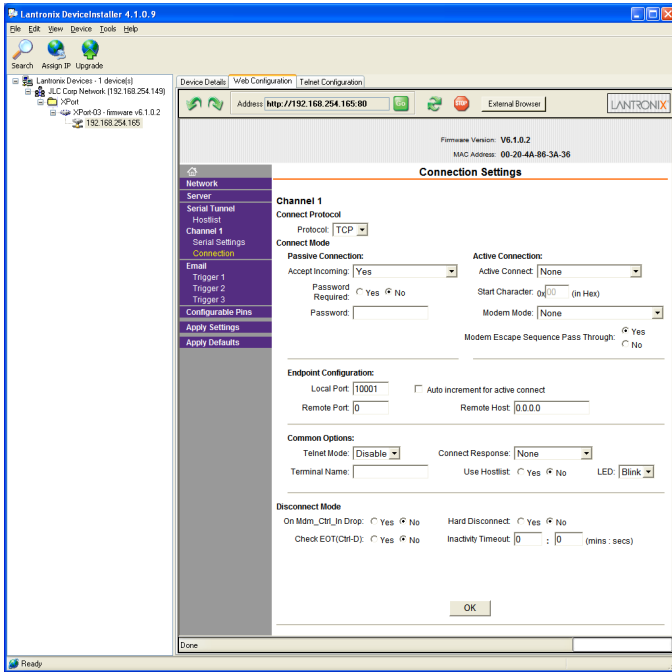 Lantronix DeviceInstaller 4.1.0.9
File Edit View Device Tools Help
Search Assign IP Upgrade
Lantronix Devices - 1 device(s)
JLC Corp Network (192.168.254.149)
XPort
XPort-03 - firmware v6.1.0.2
192.168.254.165
Device Details Web Configuration Telnet Configuration
Address http://192.168.254.165:80 Go STOP External Browser LANTRONIX
Firmware Version: V6.1.0.2
MAC Address: 00-20-4A-86-3A-36
Network
Server
Serial Tunnel
Hostlist
Channel 1
Serial Settings
Connection
Email
Trigger 1
Trigger 2
Trigger 3
Configurable Pins
Apply Settings
Apply Defaults
Connection Settings
Channel 1
Connect Protocol
Protocol: TCP
Connect Mode
Passive Connection: Active Connection:
Accept Incoming: Yes Active Connect: None
Password Required: Yes No Start Character: 0x00 (in Hex)
Password: Modem Mode: None
Modem Escape Sequence Pass Through: Yes No
Endpoint Configuration:
Local Port: 10001 Auto increment for active connect
Remote Port: 0 Remote Host: 0.0.0.0
Common Options:
Telnet Mode: Disable Connect Response: None
Terminal Name: Use Hostlist: Yes No LED: Blink
Disconnect Mode
On Mdm_Ctrl_In Drop: Yes No Hard Disconnect: Yes No
Check EOT(Ctrl-D): Yes No Inactivity Timeout: 0 : 0 (mins : secs)
OK
Done
Ready